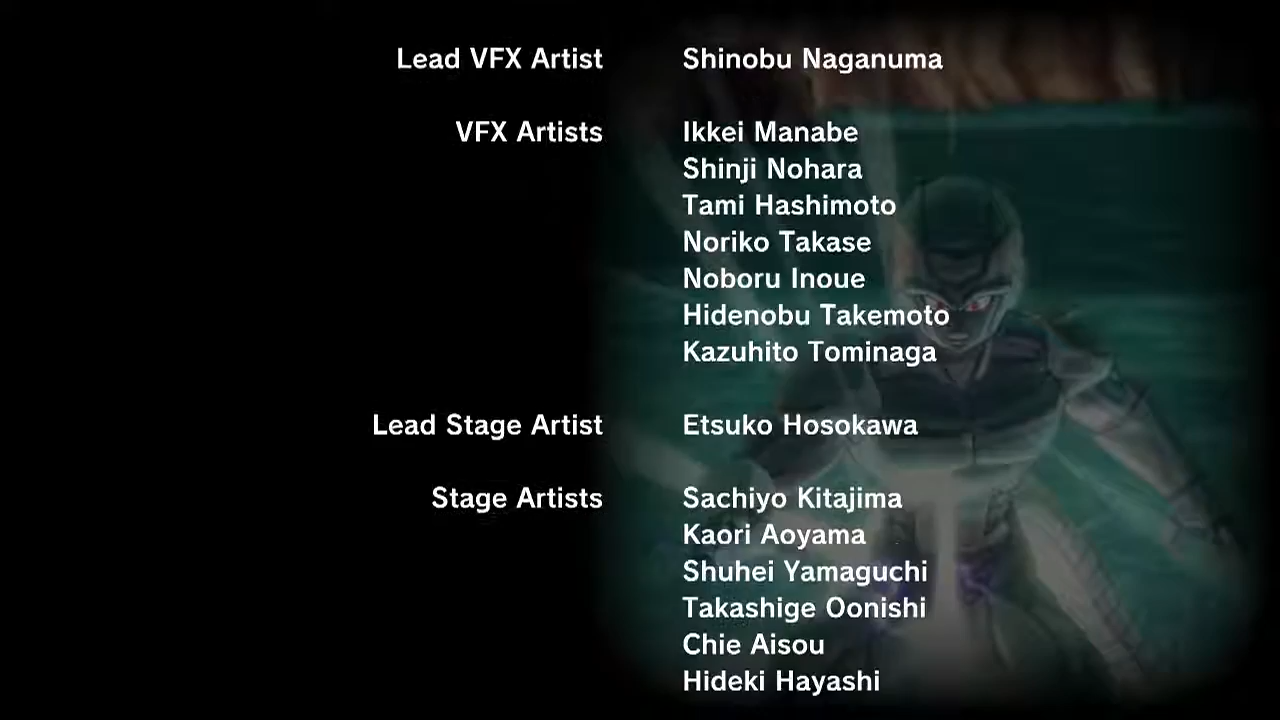 Lead VFX Artist Shinobu Naganuma
VFX Artists Ikkei Manabe
Shinji Nohara
Tami Hashimoto
Noriko Takase
Noboru Inoue
Hidenobu Takemoto
Kazuhito Tominaga
Lead Stage Artist Etsuko Hosokawa
Stage Artists Sachiyo Kitajima
Kaori Aoyama
Shuhei Yamaguchi
Takashige Oonishi
Chie Aisou
Hideki Hayashi